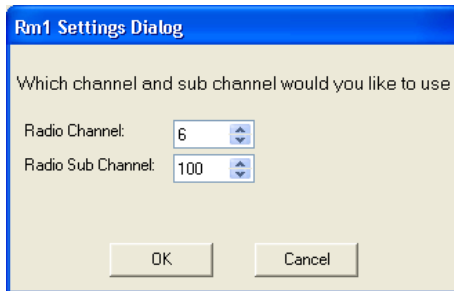 Rm1 Settings Dialog
Which channel and sub channel would you like to use
Radio Channel: 6
Radio Sub Channel: 100
OK Cancel